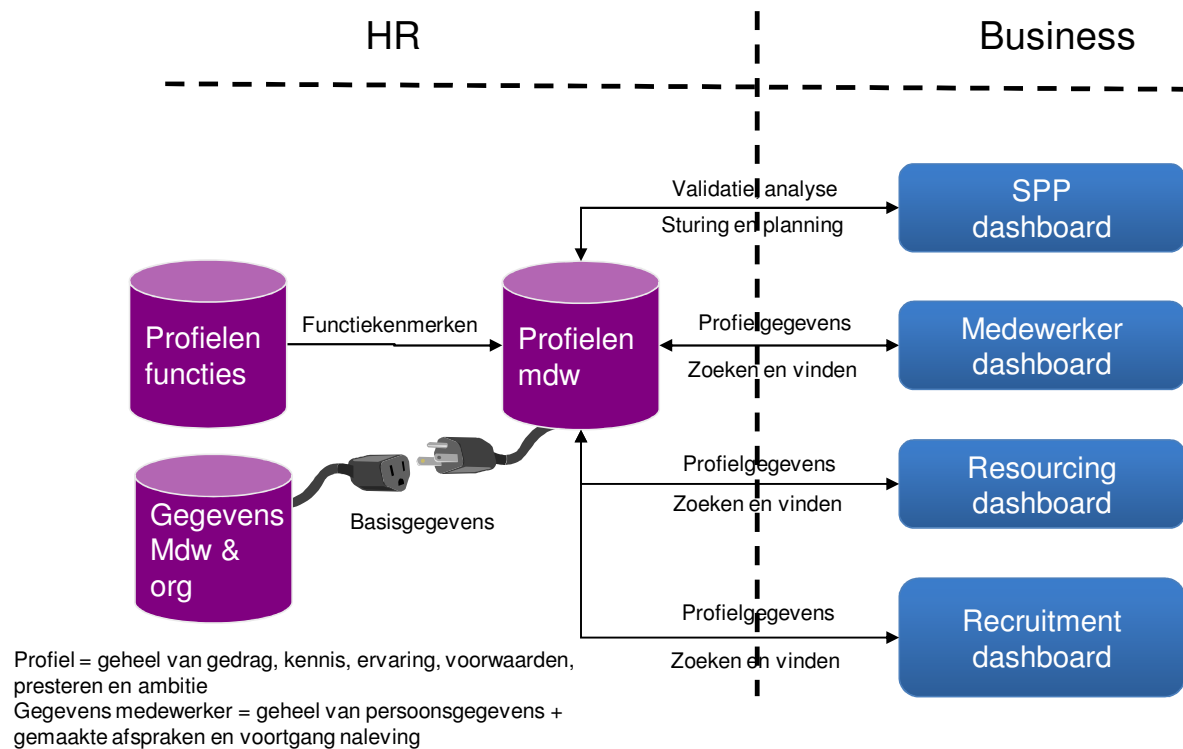 HR
Business
Validatie, analyse
Sturing en planning
SPP
dashboard
Profielen
functies
Functiekenmerken
Profielen
mdw
Profielgegevens
Zoeken en vinden
Medewerker
dashboard
Gegevens
Mdw &
org
Basisgegevens
Profielgegevens
Zoeken en vinden
Resourcing
dashboard
Profielgegevens
Zoeken en vinden
Recruitment
dashboard
Profiel = geheel van gedrag, kennis, ervaring, voorwaarden,
presteren en ambitie
Gegevens medewerker = geheel van persoonsgegevens +
gemaakte afspraken en voortgang naleving